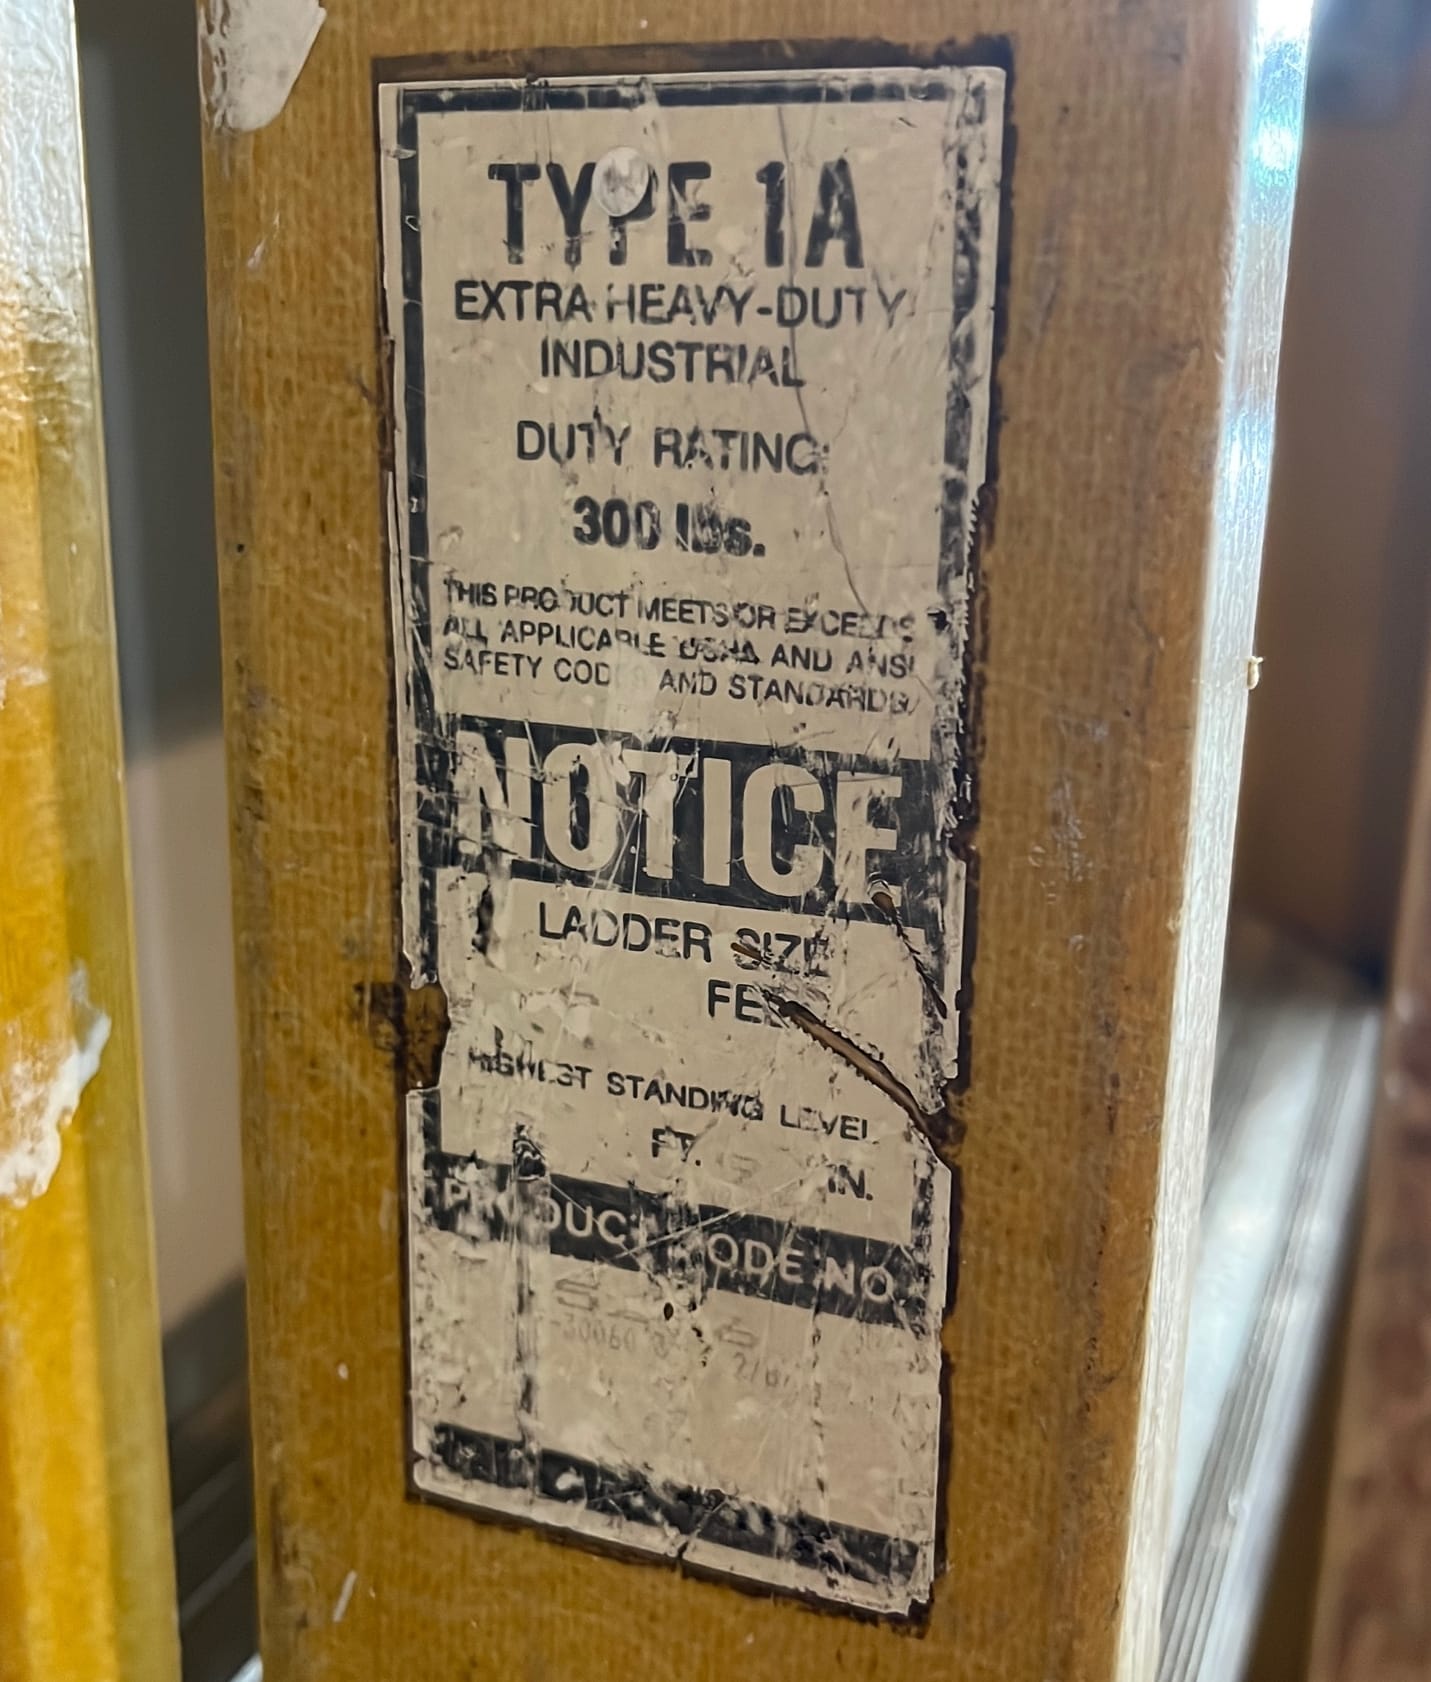 TYPE 1A
EXTRA HEAVY-DUTY
INDUSTRIAL
DUTY RATING:
300 lbs.
THIS PRODUCT MEETS OR EXCEEDS
ALL APPLICABLE OSHA AND ANSI
SAFETY CODES AND STANDARDS.
NOTICE
LADDER SIZE
FEET
HIGHEST STANDING LEVEL
FT. IN.
PRODUCT CODE NO.